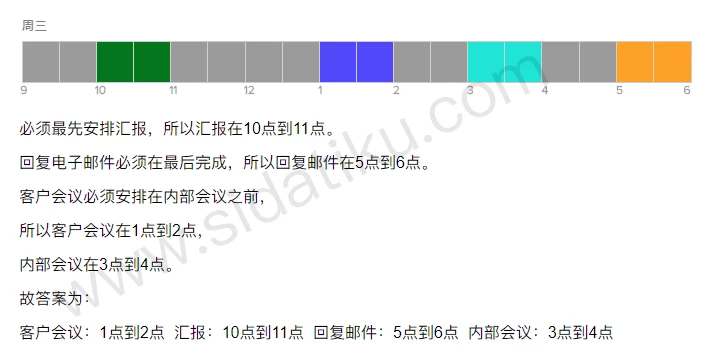 周三
9 10 11 12 1 2 3 4 5 6
必须最先安排汇报，所以汇报在10点到11点。
回复电子邮件必须在最后完成，所以回复邮件在5点到6点。
客户会议必须安排在内部会议之前，
所以客户会议在1点到2点，
内部会议在3点到4点。
故答案为：
客户会议：1点到2点 汇报：10点到11点 回复邮件：5点到6点 内部会议：3点到4点
www.sidatiku.com